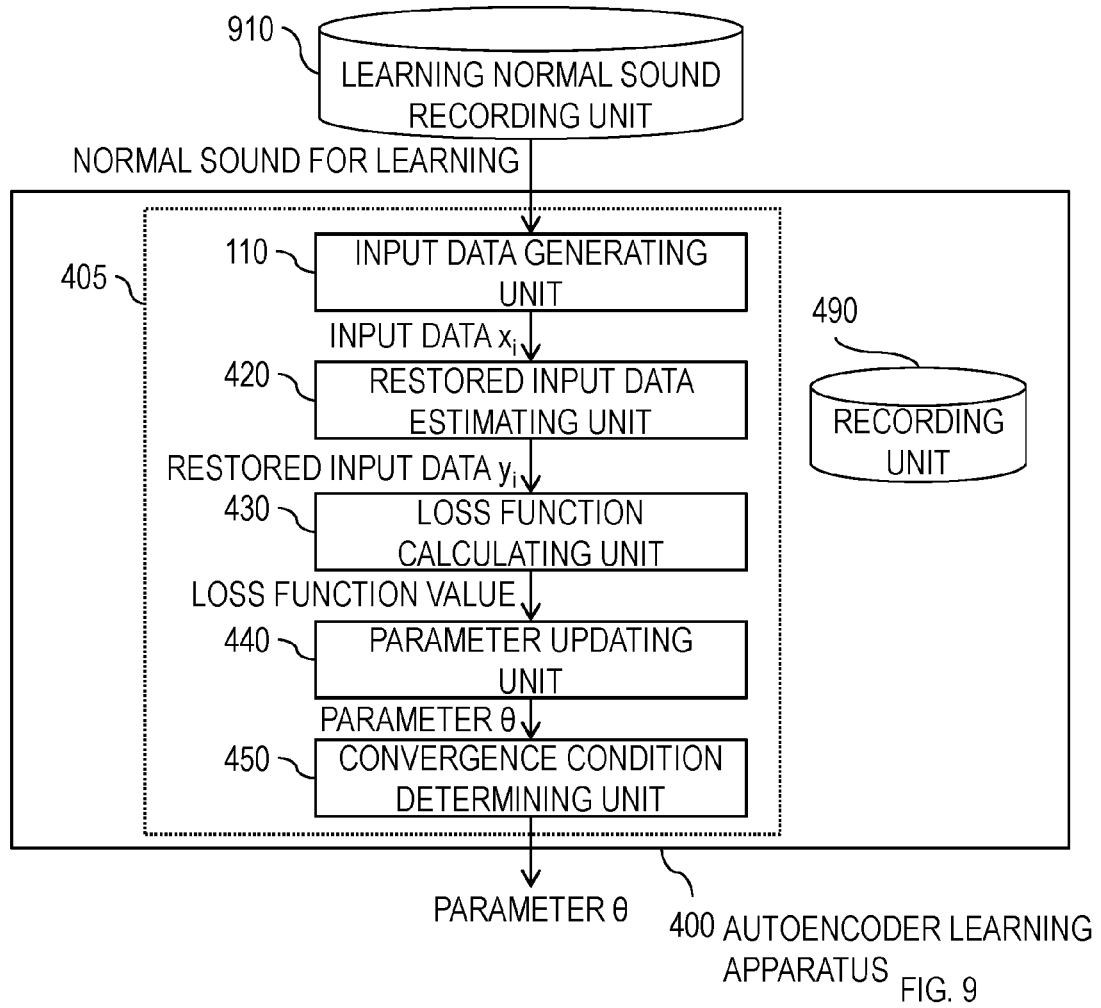 910
LEARNING NORMAL SOUND
RECORDING UNIT
NORMAL SOUND FOR LEARNING
405
110
INPUT DATA GENERATING
UNIT
INPUT DATA xi
420
RESTORED INPUT DATA
ESTIMATING UNIT
RESTORED INPUT DATA yi
430
LOSS FUNCTION
CALCULATING UNIT
LOSS FUNCTION VALUE
440
PARAMETER UPDATING
UNIT
PARAMETER θ
450
CONVERGENCE CONDITION
DETERMINING UNIT
490
RECORDING
UNIT
PARAMETER θ
400 AUTOENCODER LEARNING
APPARATUS
FIG. 9